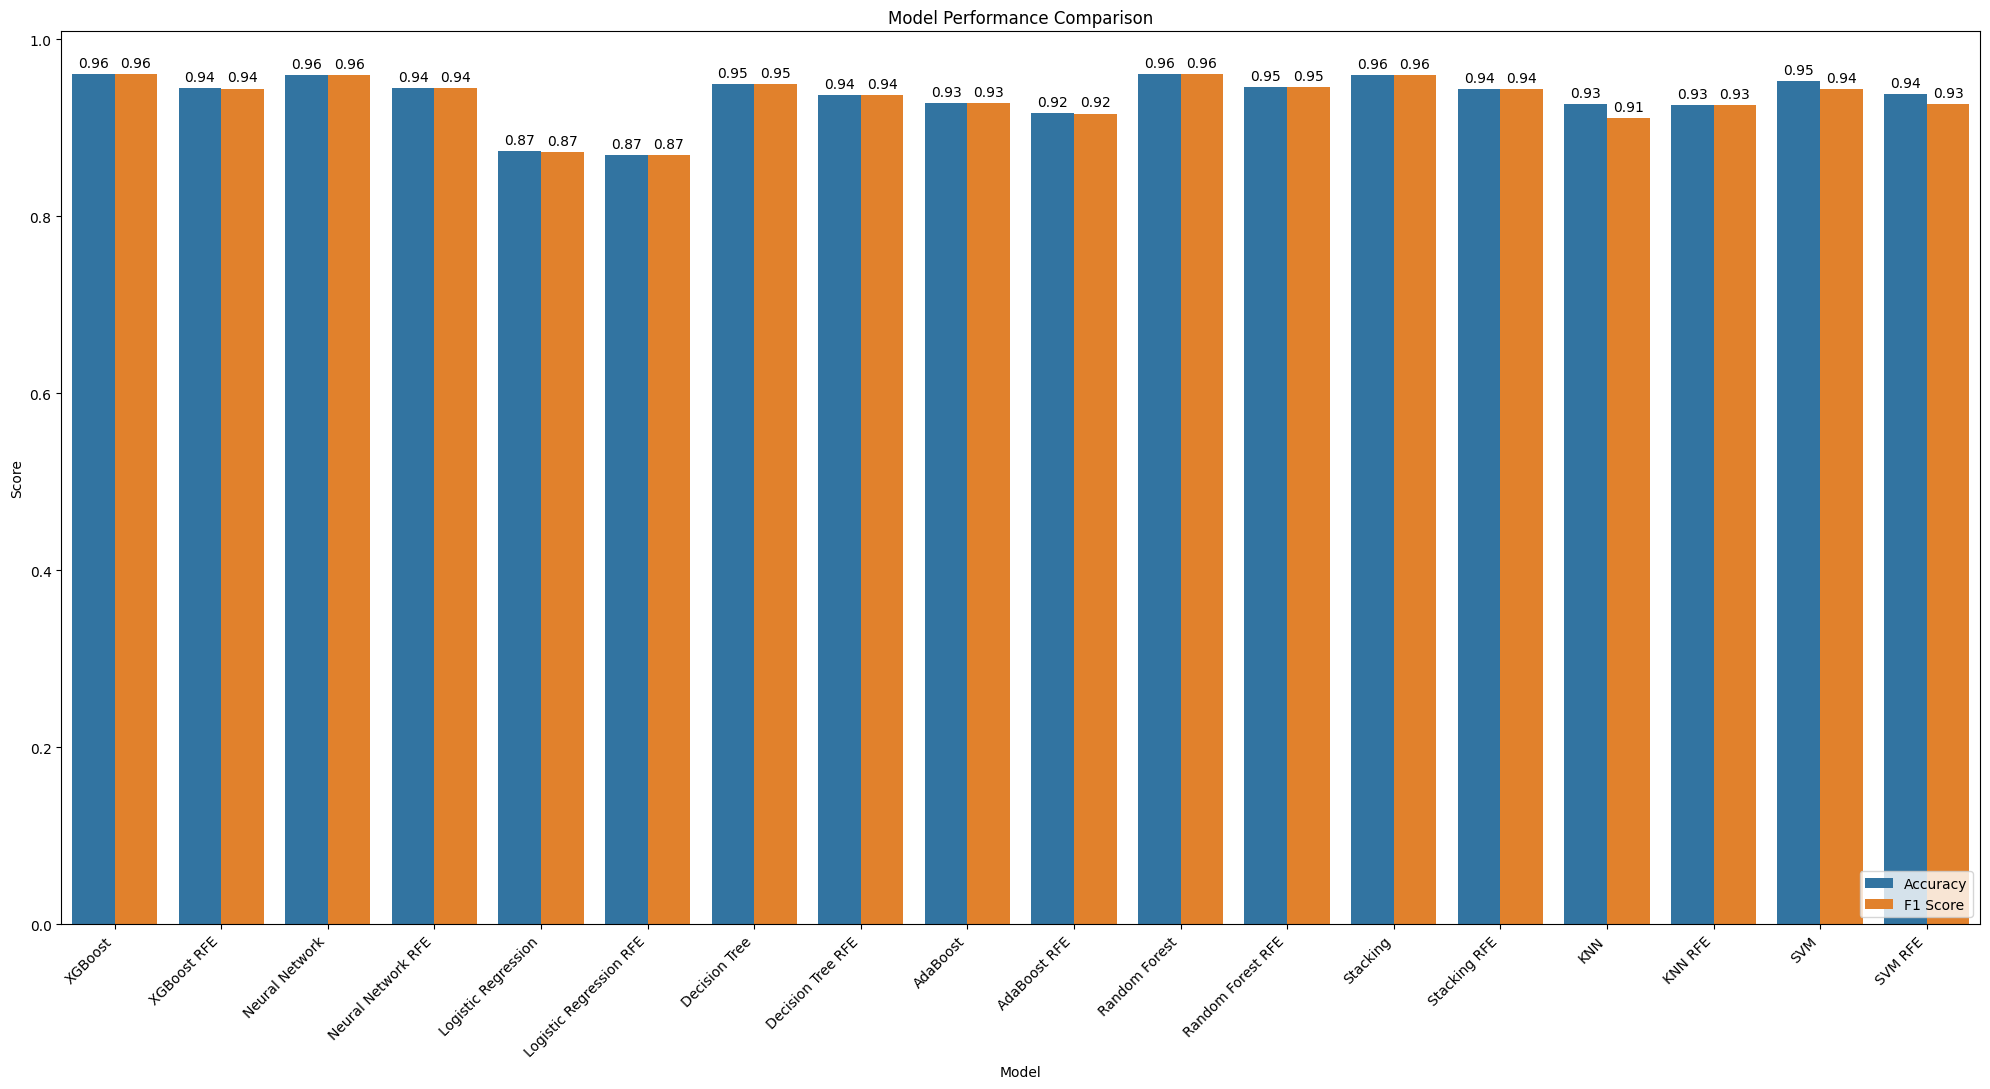 Model Performance Comparison
1.0
0.8
0.6
0.4
0.2
0.0
Score
0.96 0.96
0.94 0.94
0.96 0.96
0.94 0.94
0.87 0.87
0.87 0.87
0.95 0.95
0.94 0.94
0.93 0.93
0.92 0.92
0.96 0.96
0.95 0.95
0.96 0.96
0.94 0.94
0.93 0.91
0.93 0.93
0.95 0.94
0.94 0.93
Accuracy
F1 Score
XGBoost
XGBoost RFE
Neural Network
Neural Network RFE
Logistic Regression
Logistic Regression RFE
Decision Tree
Decision Tree RFE
AdaBoost
AdaBoost RFE
Random Forest
Random Forest RFE
Stacking
Stacking RFE
KNN
KNN RFE
SVM
SVM RFE
Model